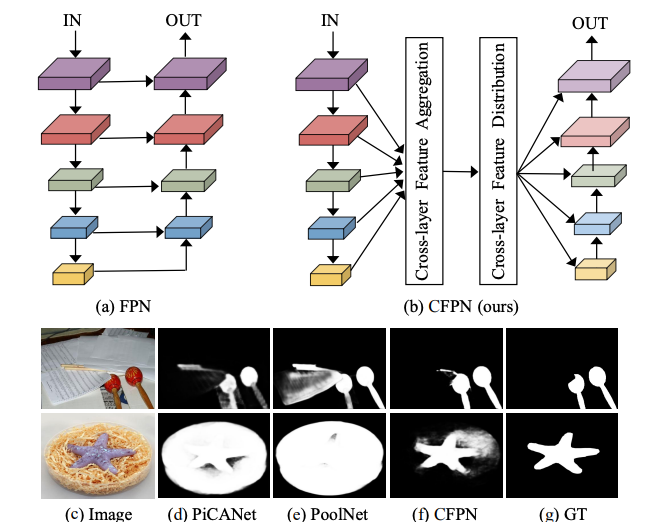 IN
OUT
IN
OUT
Cross-layer Feature Aggregation
Cross-layer Feature Distribution
(a) FPN
(b) CFPN (ours)
(c) Image
(d) PiCANet
(e) PoolNet
(f) CFPN
(g) GT